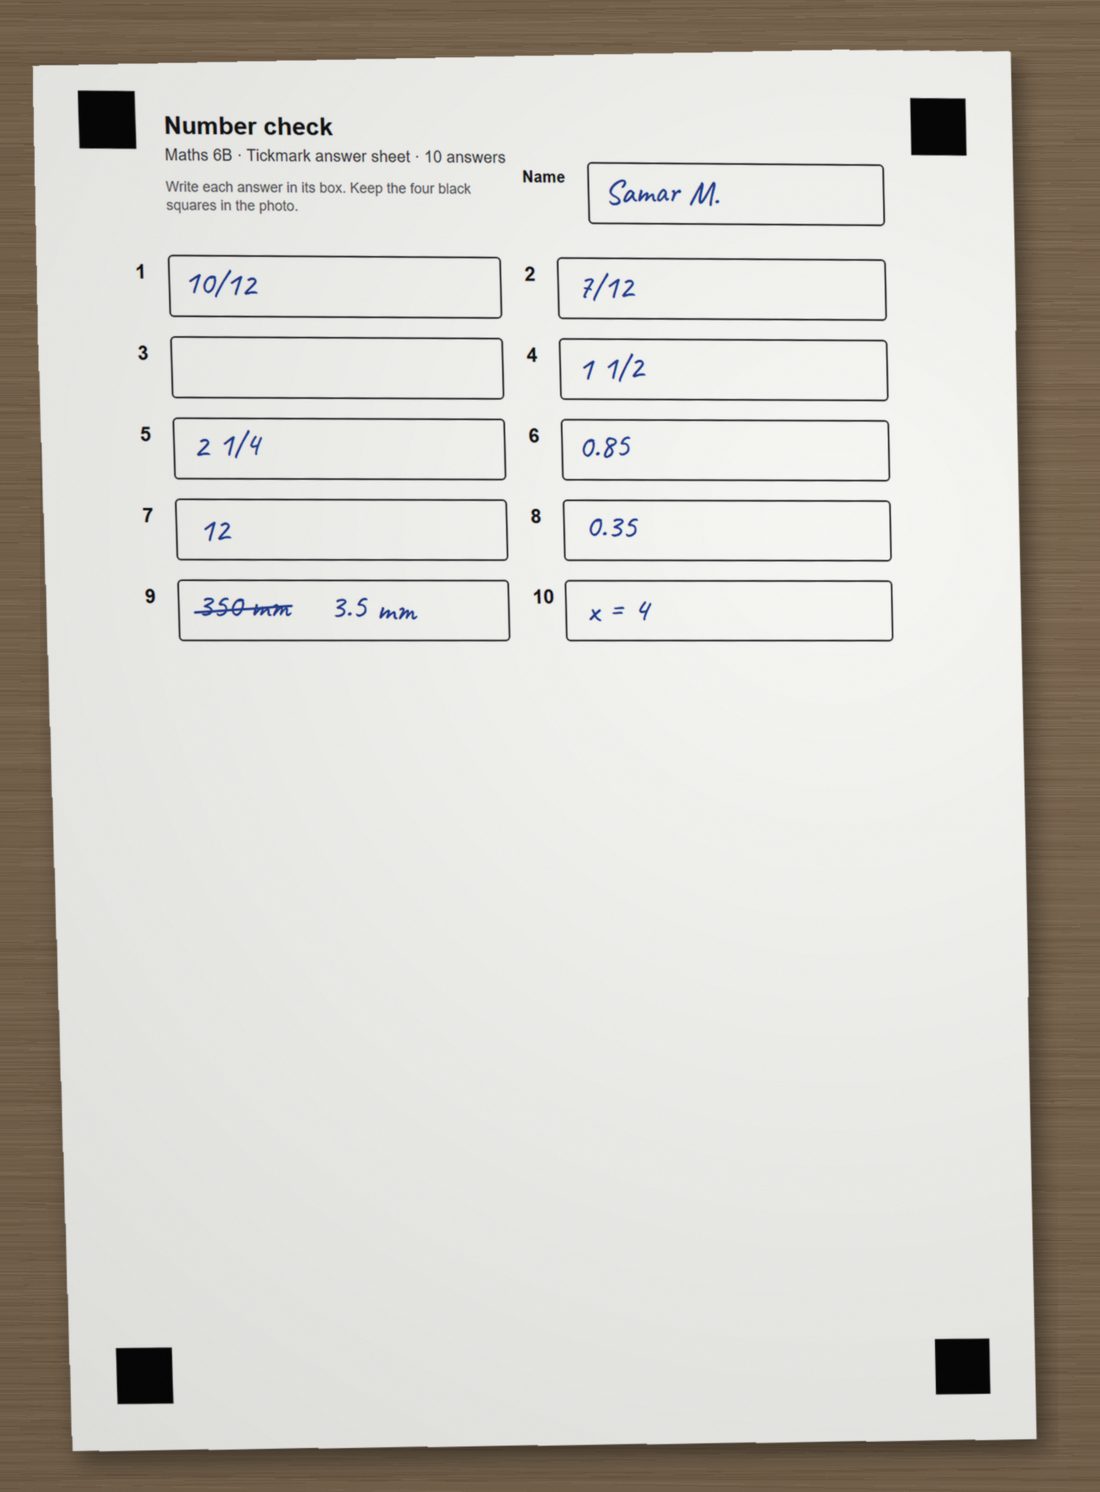 Number check
Maths 6B · Tickmark answer sheet · 10 answers
Write each answer in its box. Keep the four black
squares in the photo.
Name Samar M.
1 10/12
2 7/12
3
4 1 1/2
5 2 1/4
6 0.85
7 12
8 0.35
9 350 mm 3.5 mm
10 x = 4